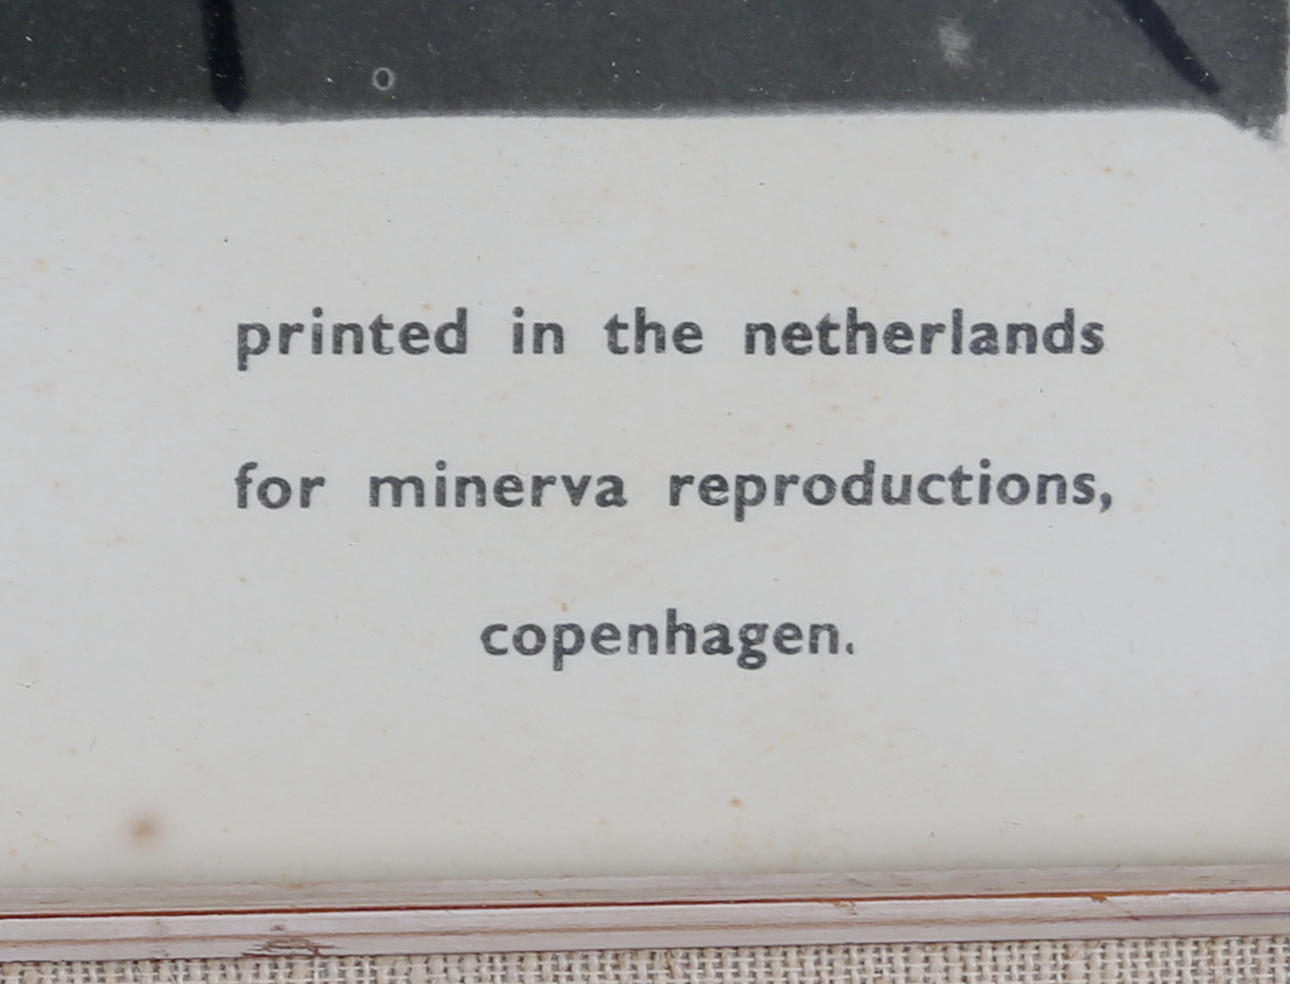 printed in the netherlands
for minerva reproductions,
copenhagen.